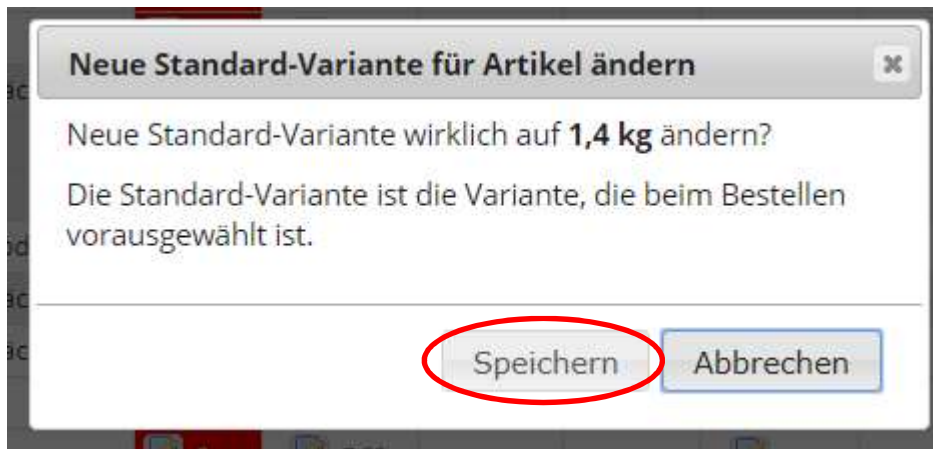 Neue Standard-Variante für Artikel ändern
Neue Standard-Variante wirklich auf 1,4 kg ändern?
Die Standard-Variante ist die Variante, die beim Bestellen
vorausgewählt ist.
Speichern Abbrechen